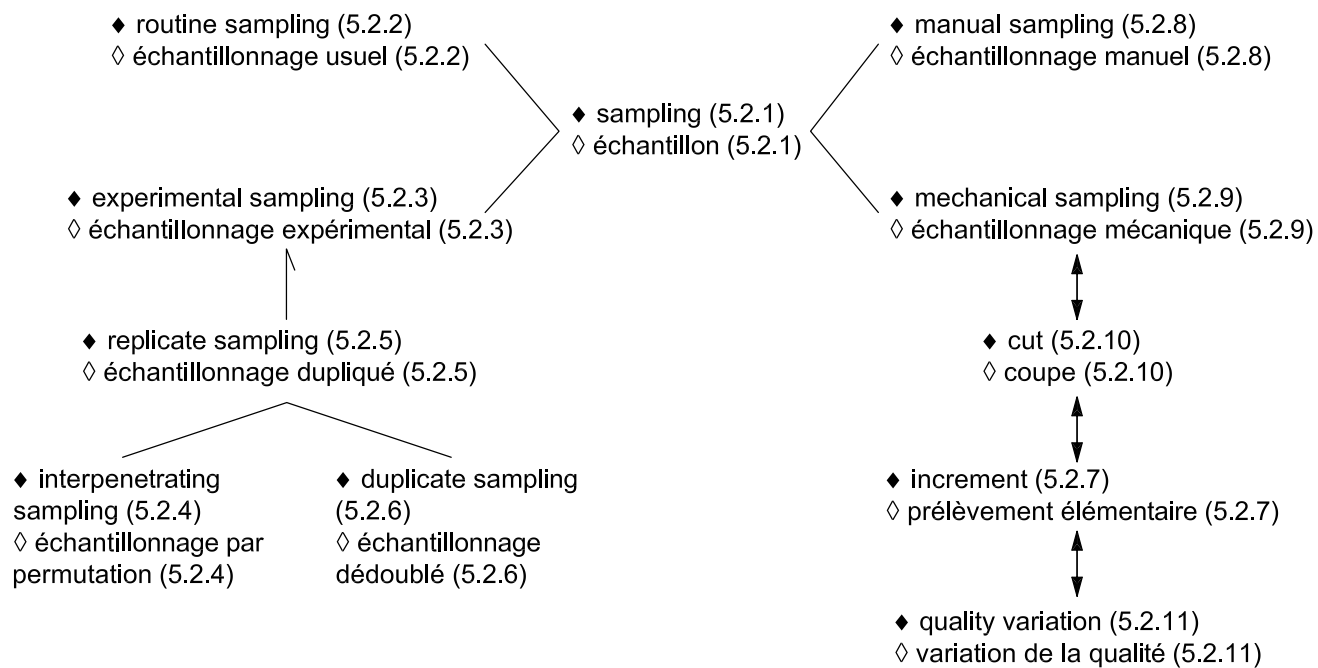 ♦ routine sampling (5.2.2)
◊ échantillonnage usuel (5.2.2)
♦ manual sampling (5.2.8)
◊ échantillonnage manuel (5.2.8)
♦ sampling (5.2.1)
◊ échantillon (5.2.1)
♦ experimental sampling (5.2.3)
◊ échantillonnage expérimental (5.2.3)
♦ mechanical sampling (5.2.9)
◊ échantillonnage mécanique (5.2.9)
♦ replicate sampling (5.2.5)
◊ échantillonnage dupliqué (5.2.5)
♦ cut (5.2.10)
◊ coupe (5.2.10)
♦ interpenetrating
sampling (5.2.4)
◊ échantillonnage par
permutation (5.2.4)
♦ duplicate sampling
(5.2.6)
◊ échantillonnage
dédoublé (5.2.6)
♦ increment (5.2.7)
◊ prélèvement élémentaire (5.2.7)
♦ quality variation (5.2.11)
◊ variation de la qualité (5.2.11)